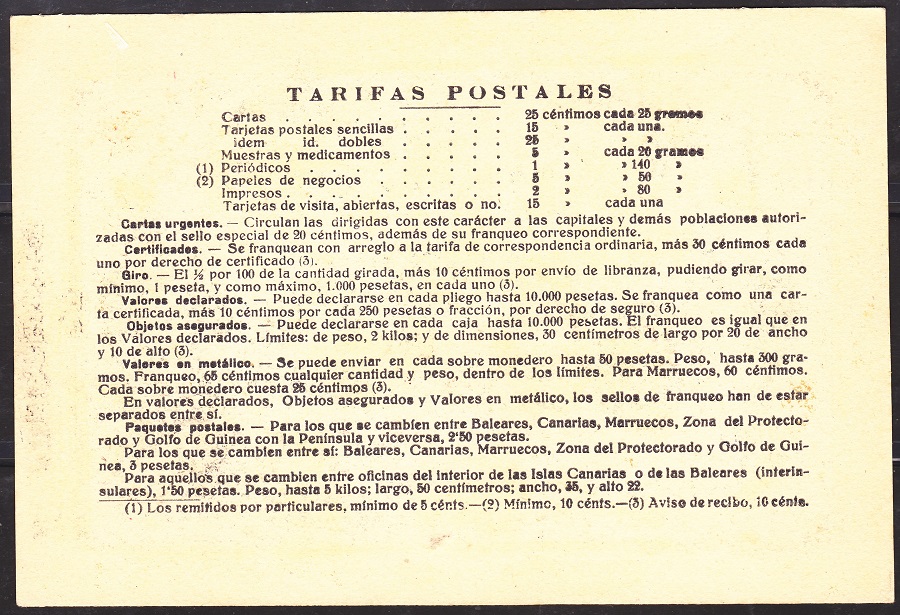 TARIFAS POSTALES
Cartas . . . . . . . . . . 25 céntimos cada 25 gramos
Tarjetas postales sencillas . . . . . 15 » cada una.
idem id. dobles . . . . . 25 » » »
Muestras y medicamentos . . . . . 5 » cada 20 gramos
(1) Periódicos . . . . . . . . . 1 » » 140 »
(2) Papeles de negocios . . . . . . 5 » » 50 »
Impresos . . . . . . . . . . 2 » » 80 »
Tarjetas de visita, abiertas, escritas o no. 15 » cada una
Cartas urgentes. — Circulan las dirigidas con este carácter a las capitales y demás poblaciones autori-
zadas con el sello especial de 20 céntimos, además de su franqueo correspondiente.
Certificados. — Se franquean con arreglo a la tarifa de correspondencia ordinaria, más 30 céntimos cada
uno por derecho de certificado (3).
Giro. — El ½ por 100 de la cantidad girada, más 10 céntimos por envío de libranza, pudiendo girar, como
mínimo, 1 peseta, y como máximo, 1.000 pesetas, en cada uno (3).
Valores declarados. — Puede declararse en cada pliego hasta 10.000 pesetas. Se franquea como una car-
ta certificada, más 10 céntimos por cada 250 pesetas o fracción, por derecho de seguro (3).
Objetos asegurados. — Puede declararse en cada caja hasta 10.000 pesetas. El franqueo es igual que en
los Valores declarados. Límites: de peso, 2 kilos; y de dimensiones, 30 centímetros de largo por 20 de ancho
y 10 de alto (3).
Valores en metálico. — Se puede enviar en cada sobre monedero hasta 50 pesetas. Peso, hasta 300 gra-
mos. Franqueo, 65 céntimos cualquier cantidad y peso, dentro de los límites. Para Marruecos, 60 céntimos.
Cada sobre monedero cuesta 25 céntimos (3).
En valores declarados, Objetos asegurados y Valores en metálico, los sellos de franqueo han de estar
separados entre sí.
Paquetes postales. — Para los que se cambien entre Baleares, Canarias, Marruecos, Zona del Protecto-
rado y Golfo de Guinea con la Península y viceversa, 2'50 pesetas.
Para los que se cambien entre sí: Baleares, Canarias, Marruecos, Zona del Protectorado y Golfo de Gui-
nea, 3 pesetas.
Para aquellos que se cambien entre oficinas del interior de las Islas Canarias o de las Baleares (interin-
sulares), 1'50 pesetas. Peso, hasta 5 kilos; largo, 50 centímetros; ancho, 35, y alto 22.
(1) Los remitidos por particulares, mínimo de 5 cénts.—(2) Mínimo, 10 cénts.—(3) Aviso de recibo, 10 cénts.